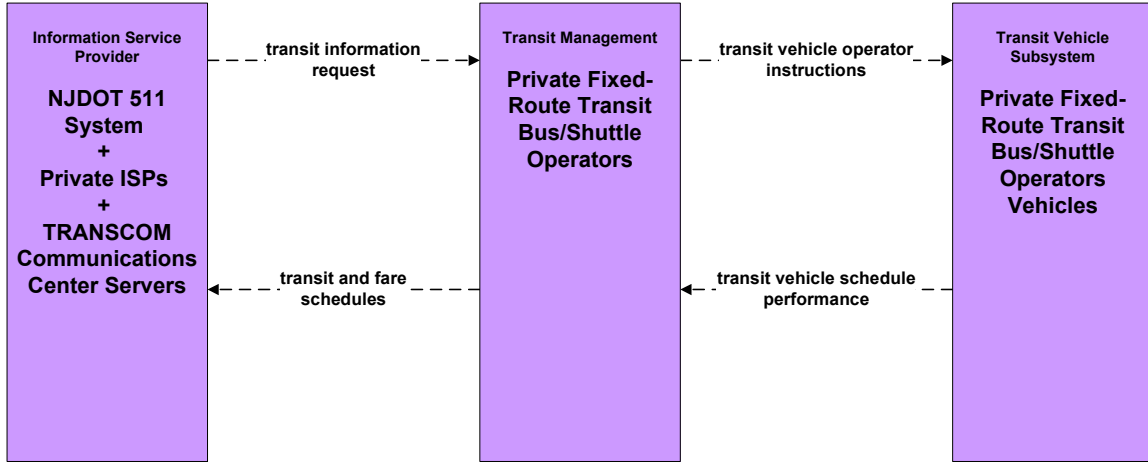 Information Service
Provider
NJDOT 511
System
+
Private ISPs
+
TRANSCOM
Communications
Center Servers
transit information
request
transit and fare
schedules
Transit Management
Private Fixed-
Route Transit
Bus/Shuttle
Operators
transit vehicle operator
instructions
transit vehicle schedule
performance
Transit Vehicle
Subsystem
Private Fixed-
Route Transit
Bus/Shuttle
Operators
Vehicles